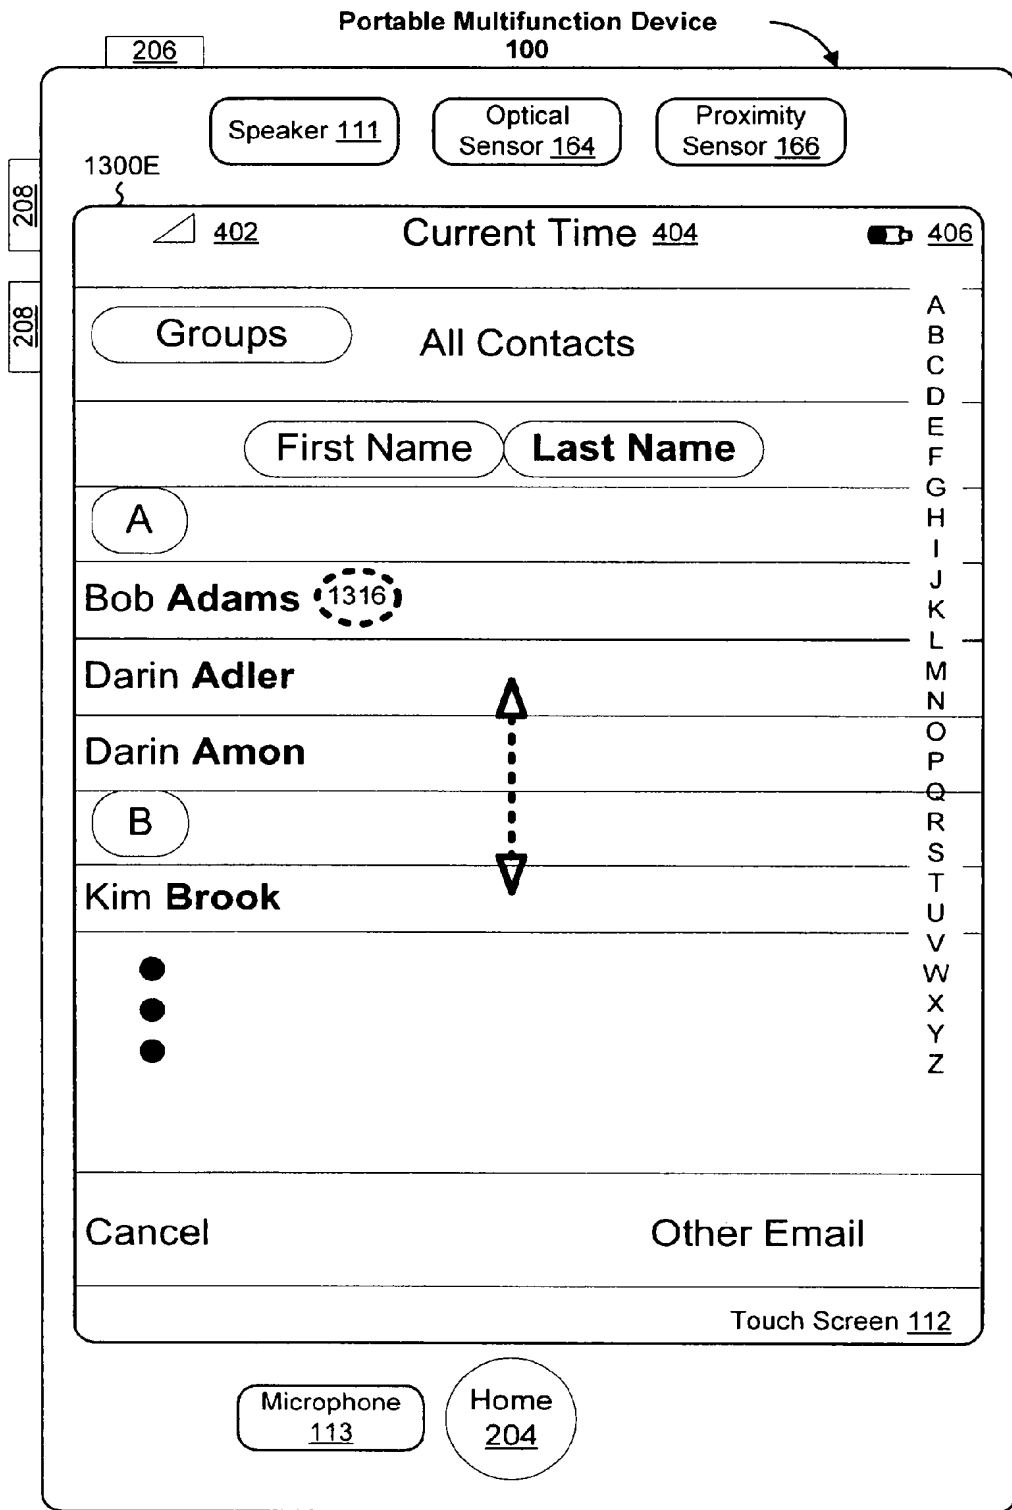 Portable Multifunction Device
100
206
Speaker 111
Optical
Sensor 164
Proximity
Sensor 166
1300E
208
208
402
Current Time 404
406
Groups
All Contacts
First Name
Last Name
A
Bob Adams 1316
Darin Adler
Darin Amon
B
Kim Brook
A
B
C
D
E
F
G
H
I
J
K
L
M
N
O
P
Q
R
S
T
U
V
W
X
Y
Z
Cancel
Other Email
Touch Screen 112
Microphone
113
Home
204